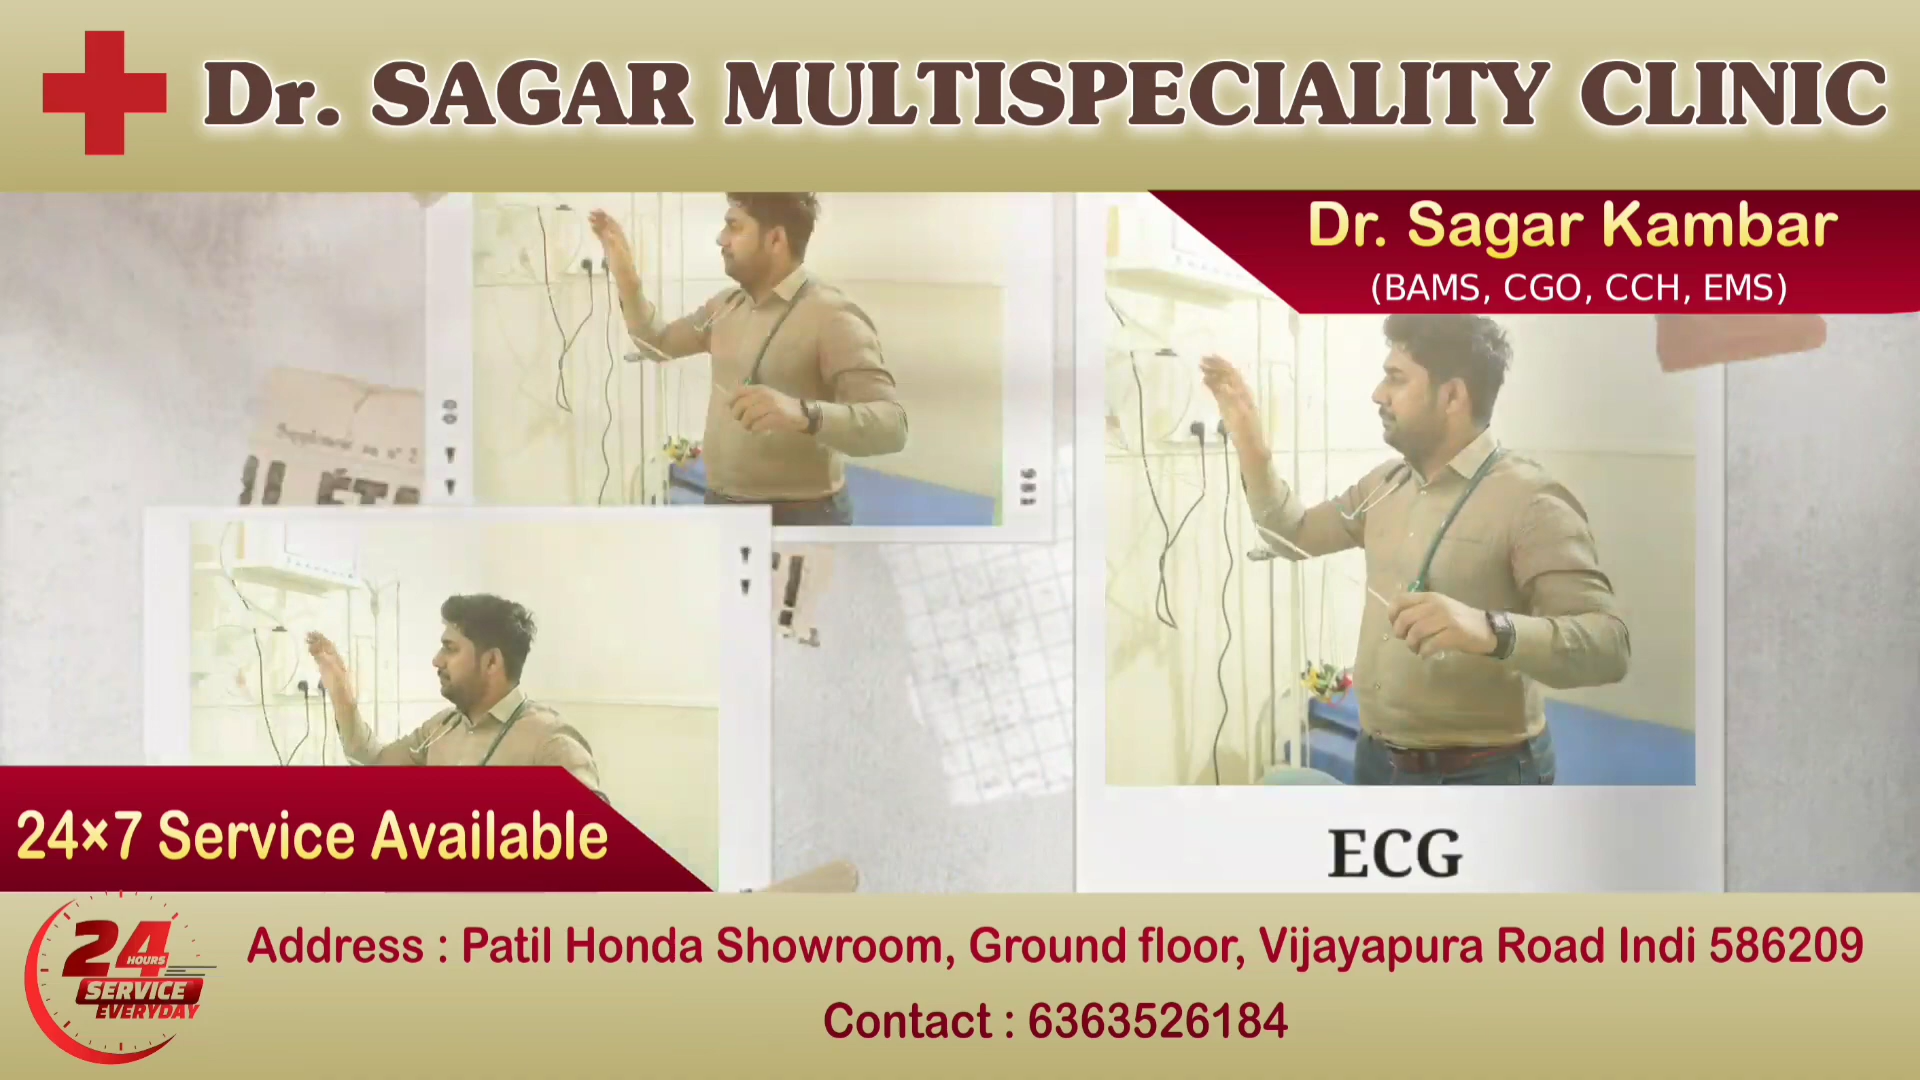 Dr. SAGAR MULTISPECIALITY CLINIC
Dr. Sagar Kambar
(BAMS, CGO, CCH, EMS)
24×7 Service Available
ECG
24
HOURS
SERVICE
EVERYDAY
Address : Patil Honda Showroom, Ground floor, Vijayapura Road Indi 586209
Contact : 6363526184